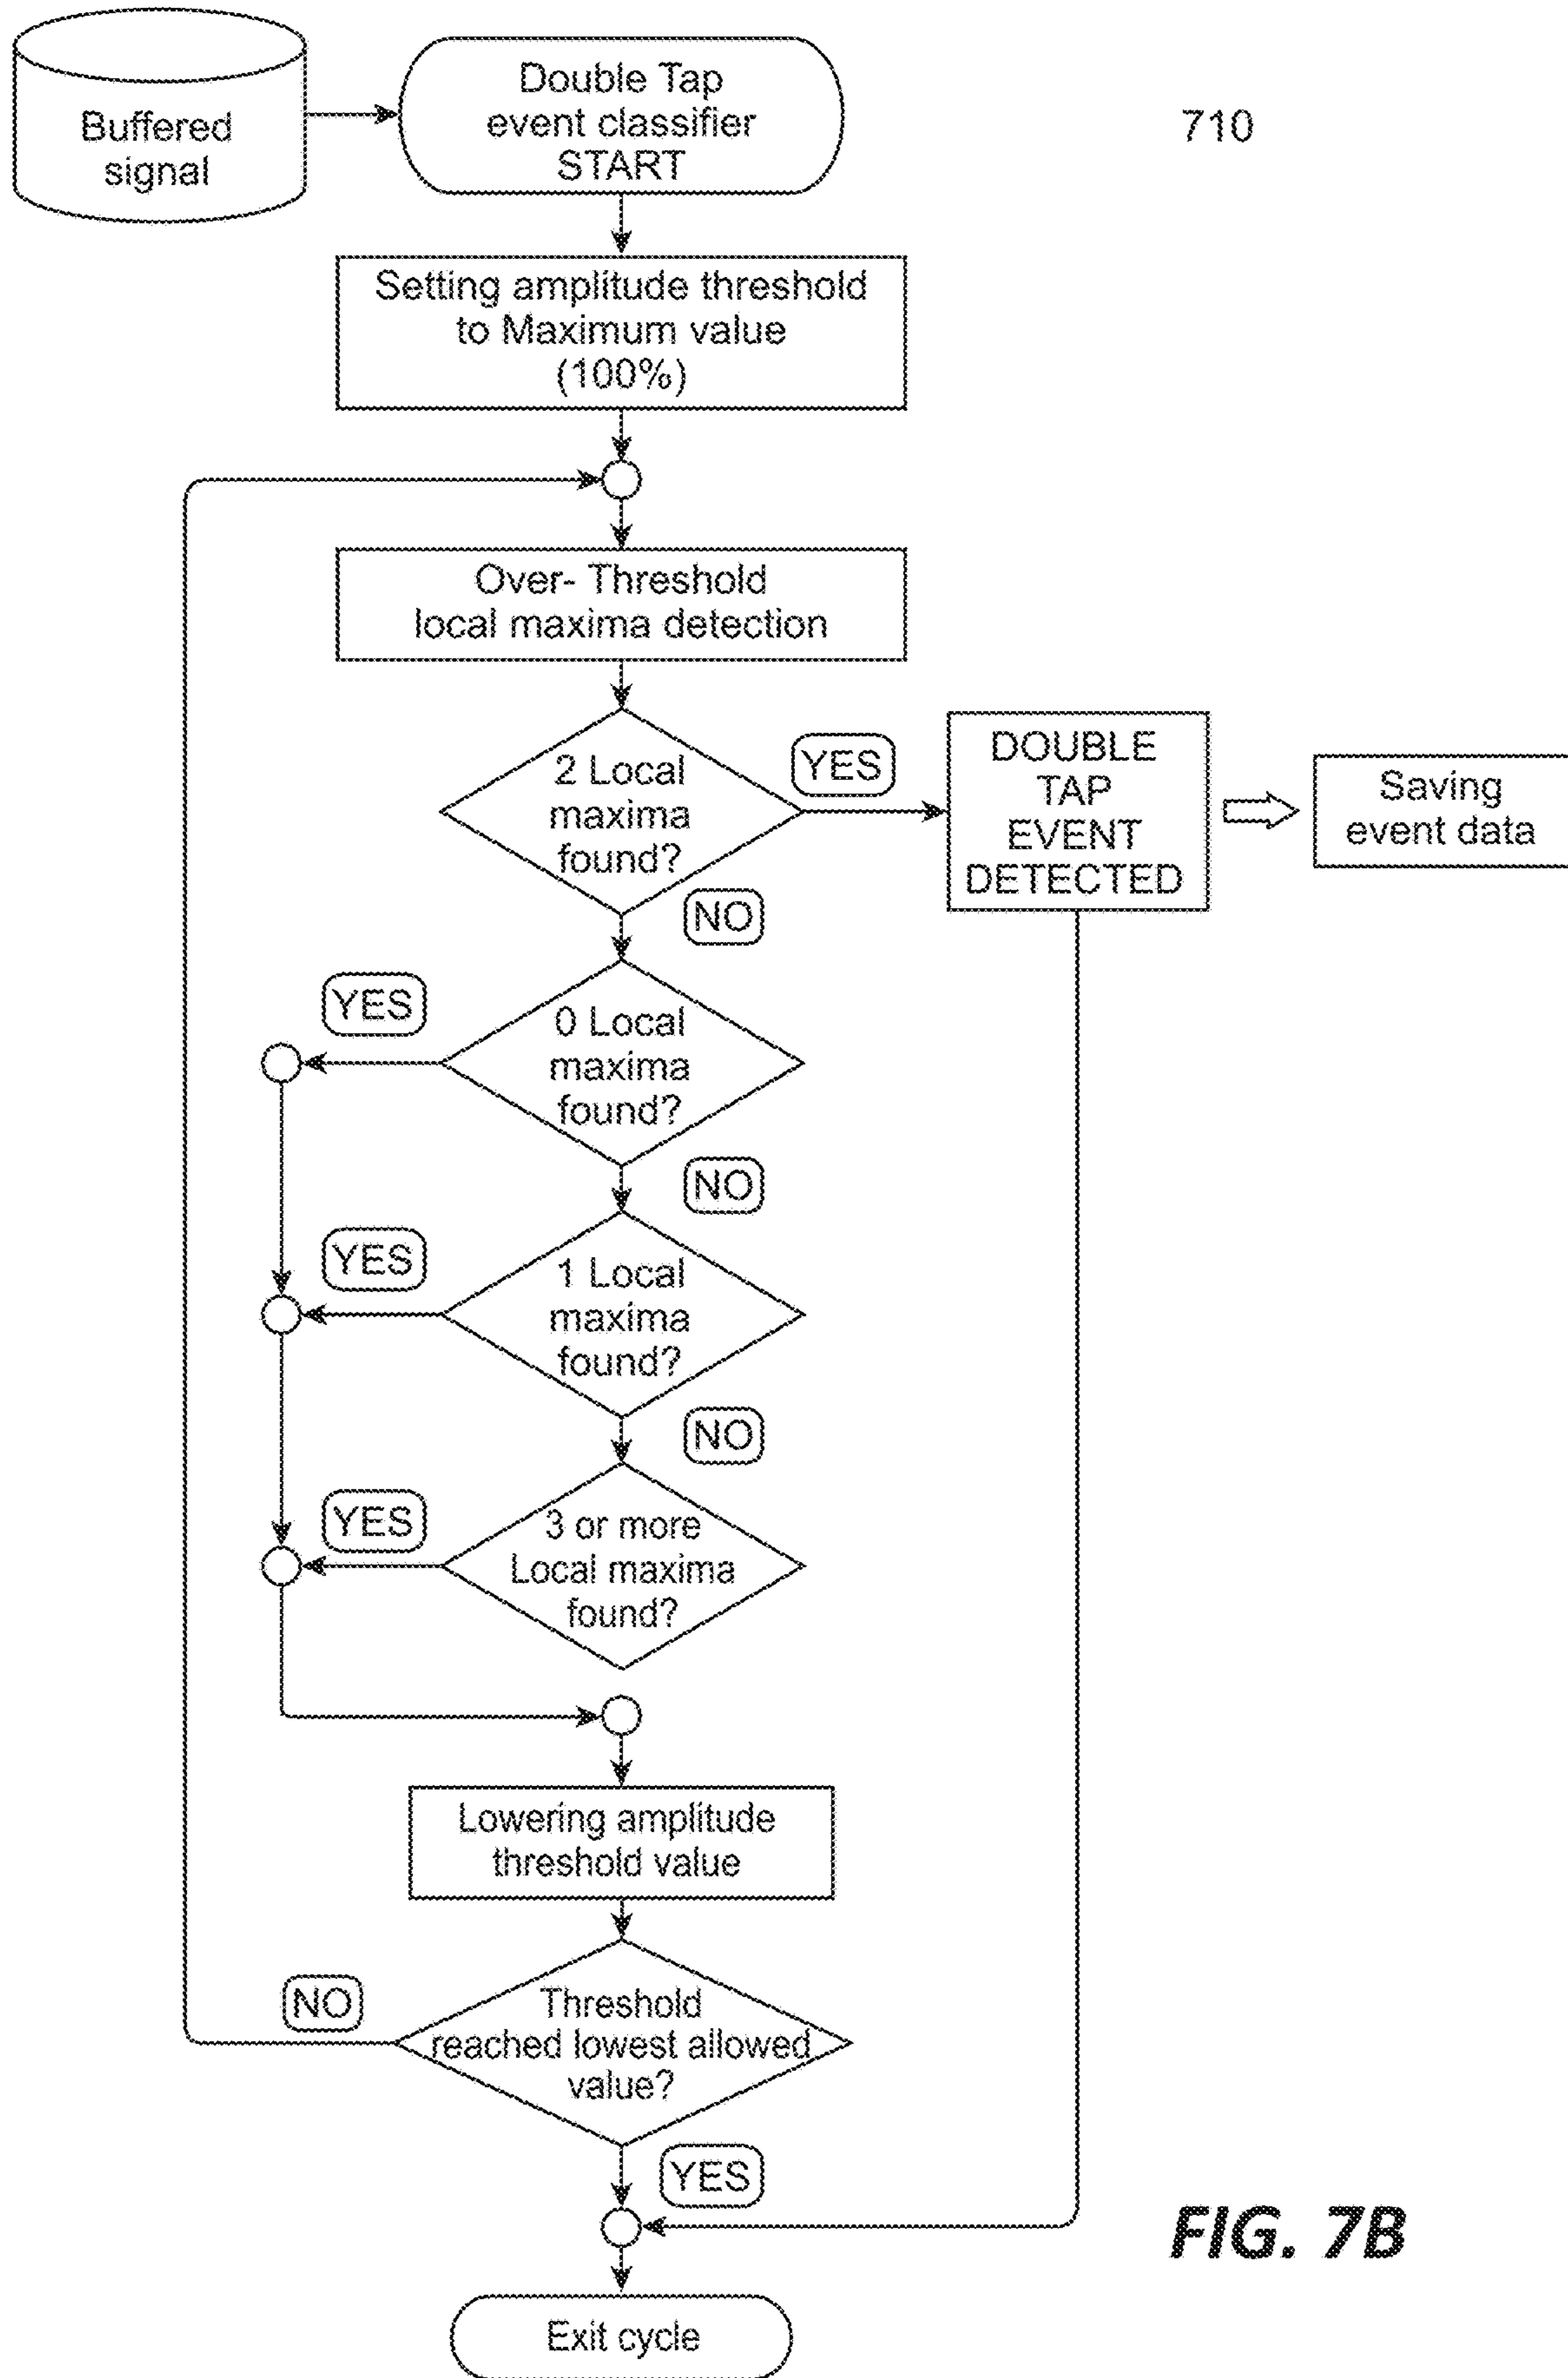 Buffered
signal
Double Tap
event classifier
START
710
Setting amplitude threshold
to Maximum value
(100%)
Over- Threshold
local maxima detection
2 Local
maxima
found?
YES
DOUBLE
TAP
EVENT
DETECTED
Saving
event data
NO
YES
0 Local
maxima
found?
NO
YES
1 Local
maxima
found?
NO
YES
3 or more
Local maxima
found?
Lowering amplitude
threshold value
NO
Threshold
reached lowest allowed
value?
YES
FIG. 7B
Exit cycle